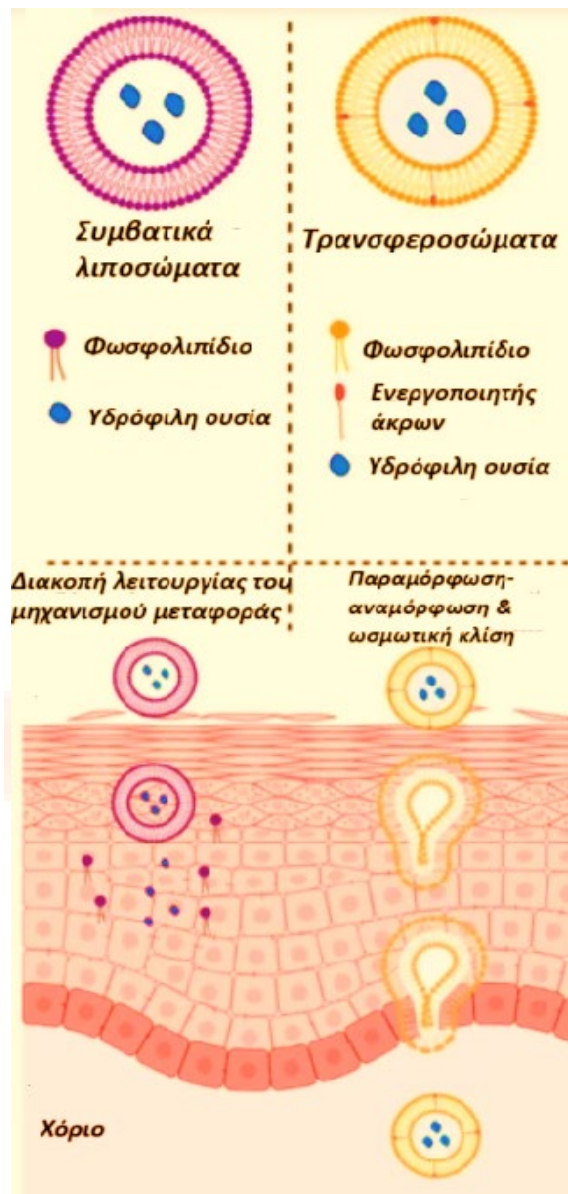 Συμβατικά
λιποσώματα
Φωσφολιπίδιο
Υδρόφιλη ουσία
Τρανσφεροσώματα
Φωσφολιπίδιο
Ενεργοποιητής
άκρων
Υδρόφιλη ουσία
Διακοπή λειτουργίας του
μηχανισμού μεταφοράς
Παραμόρφωση-
αναμόρφωση &
ωσμωτική κλίση
Χόριο